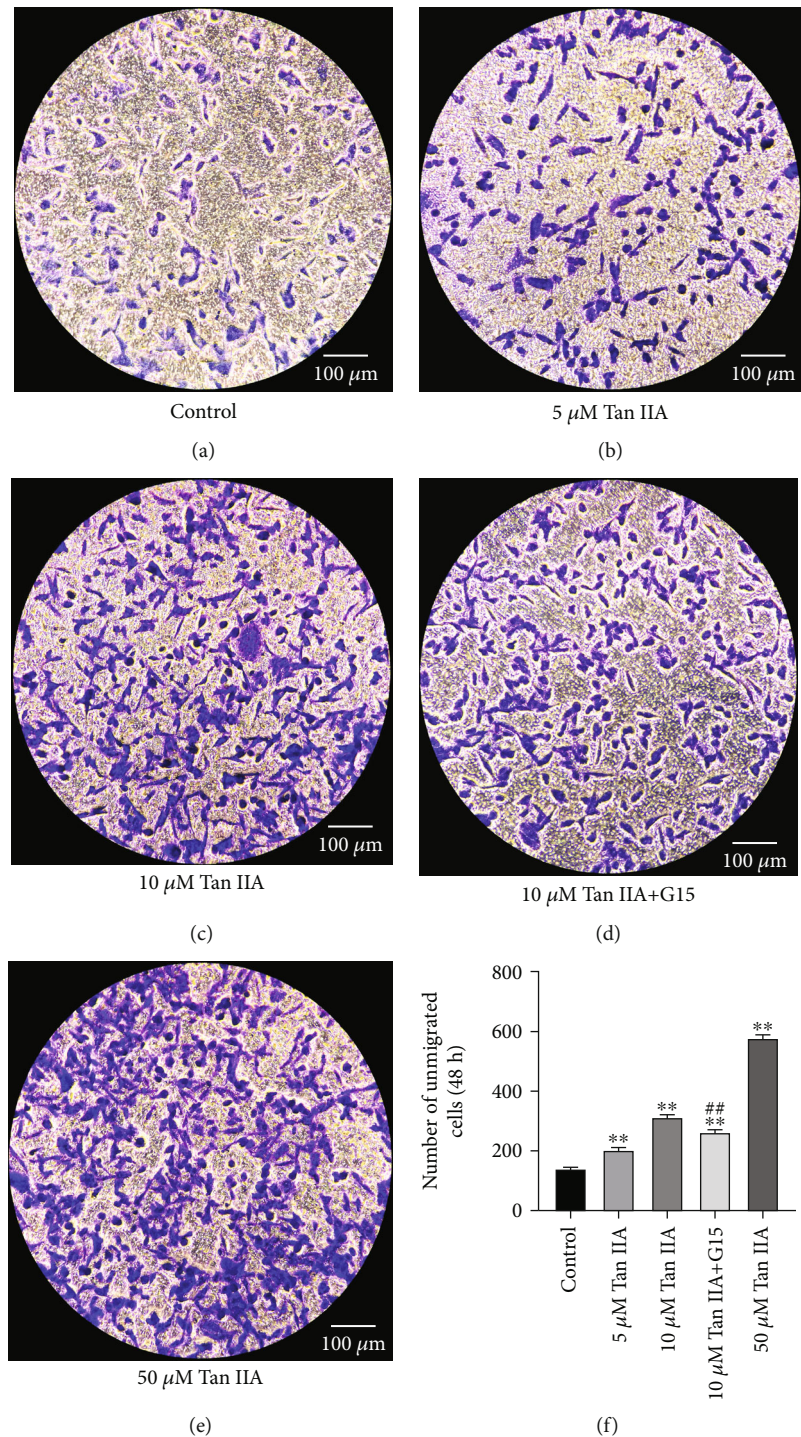 100 μm
100 μm
Control
5 μM Tan IIA
(a)
(b)
100 μm
100 μm
10 μM Tan IIA
10 μM Tan IIA+G15
(c)
(d)
100 μm
50 μM Tan IIA
(e)
Number of unmigrated
cells (48 h)
800
600
400
200
0
**
**
##
**
**
Control
5 μM Tan IIA
10 μM Tan IIA
10 μM Tan IIA+G15
50 μM Tan IIA
(f)